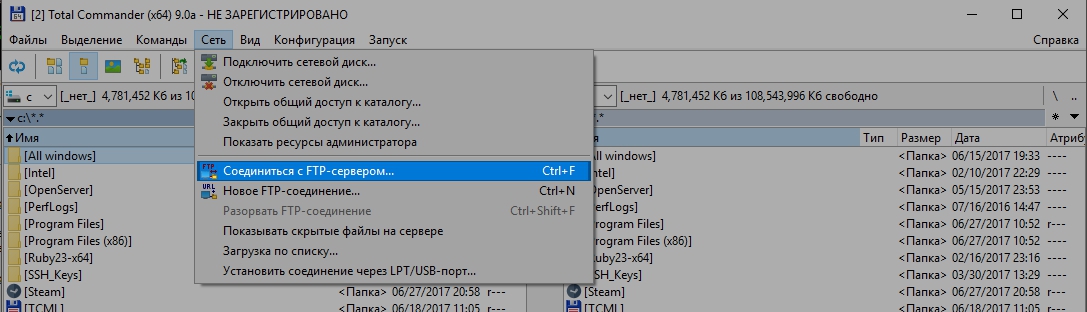 [2] Total Commander (x64) 9.0a - НЕ ЗАРЕГИСТРИРОВАНО
Файлы Выделение Команды Сеть Вид Конфигурация Запуск Справка
Подключить сетевой диск...
Отключить сетевой диск...
Открыть общий доступ к каталогу...
Закрыть общий доступ к каталогу...
Показать ресурсы администратора
Соединиться с FTP-сервером... Ctrl+F
Новое FTP-соединение... Ctrl+N
Разорвать FTP-соединение Ctrl+Shift+F
Показывать скрытые файлы на сервере
Загрузка по списку...
Установить соединение через LPT/USB-порт...
c [_нет_] 4,781,452 Кб из 10
[_нет_] 4,781,452 Кб из 108,543,996 Кб свободно \ ..
c:\*.*
.* * ▼
Имя
Имя Тип Размер Дата Атрибу
[All windows]
[Intel]
[OpenServer]
[PerfLogs]
[Program Files]
[Program Files (x86)]
[Ruby23-x64]
[SSH_Keys]
[Steam] <Папка> 06/27/2017 20:58 r---
[TCML] <Папка> 06/18/2017 11:05 r---
[All windows] <Папка> 06/15/2017 19:33 ----
Intel] <Папка> 02/10/2017 22:29 ----
OpenServer] <Папка> 05/15/2017 23:53 ----
PerfLogs] <Папка> 07/16/2016 14:47 ----
Program Files] <Папка> 06/27/2017 10:52 r---
Program Files (x86)] <Папка> 06/27/2017 10:52 r---
Ruby23-x64] <Папка> 02/16/2017 23:16 ----
SSH_Keys] <Папка> 03/30/2017 13:29 ----
[Steam] <Папка> 06/27/2017 20:58 r---
[TCML] <Папка> 06/18/2017 11:05 r---